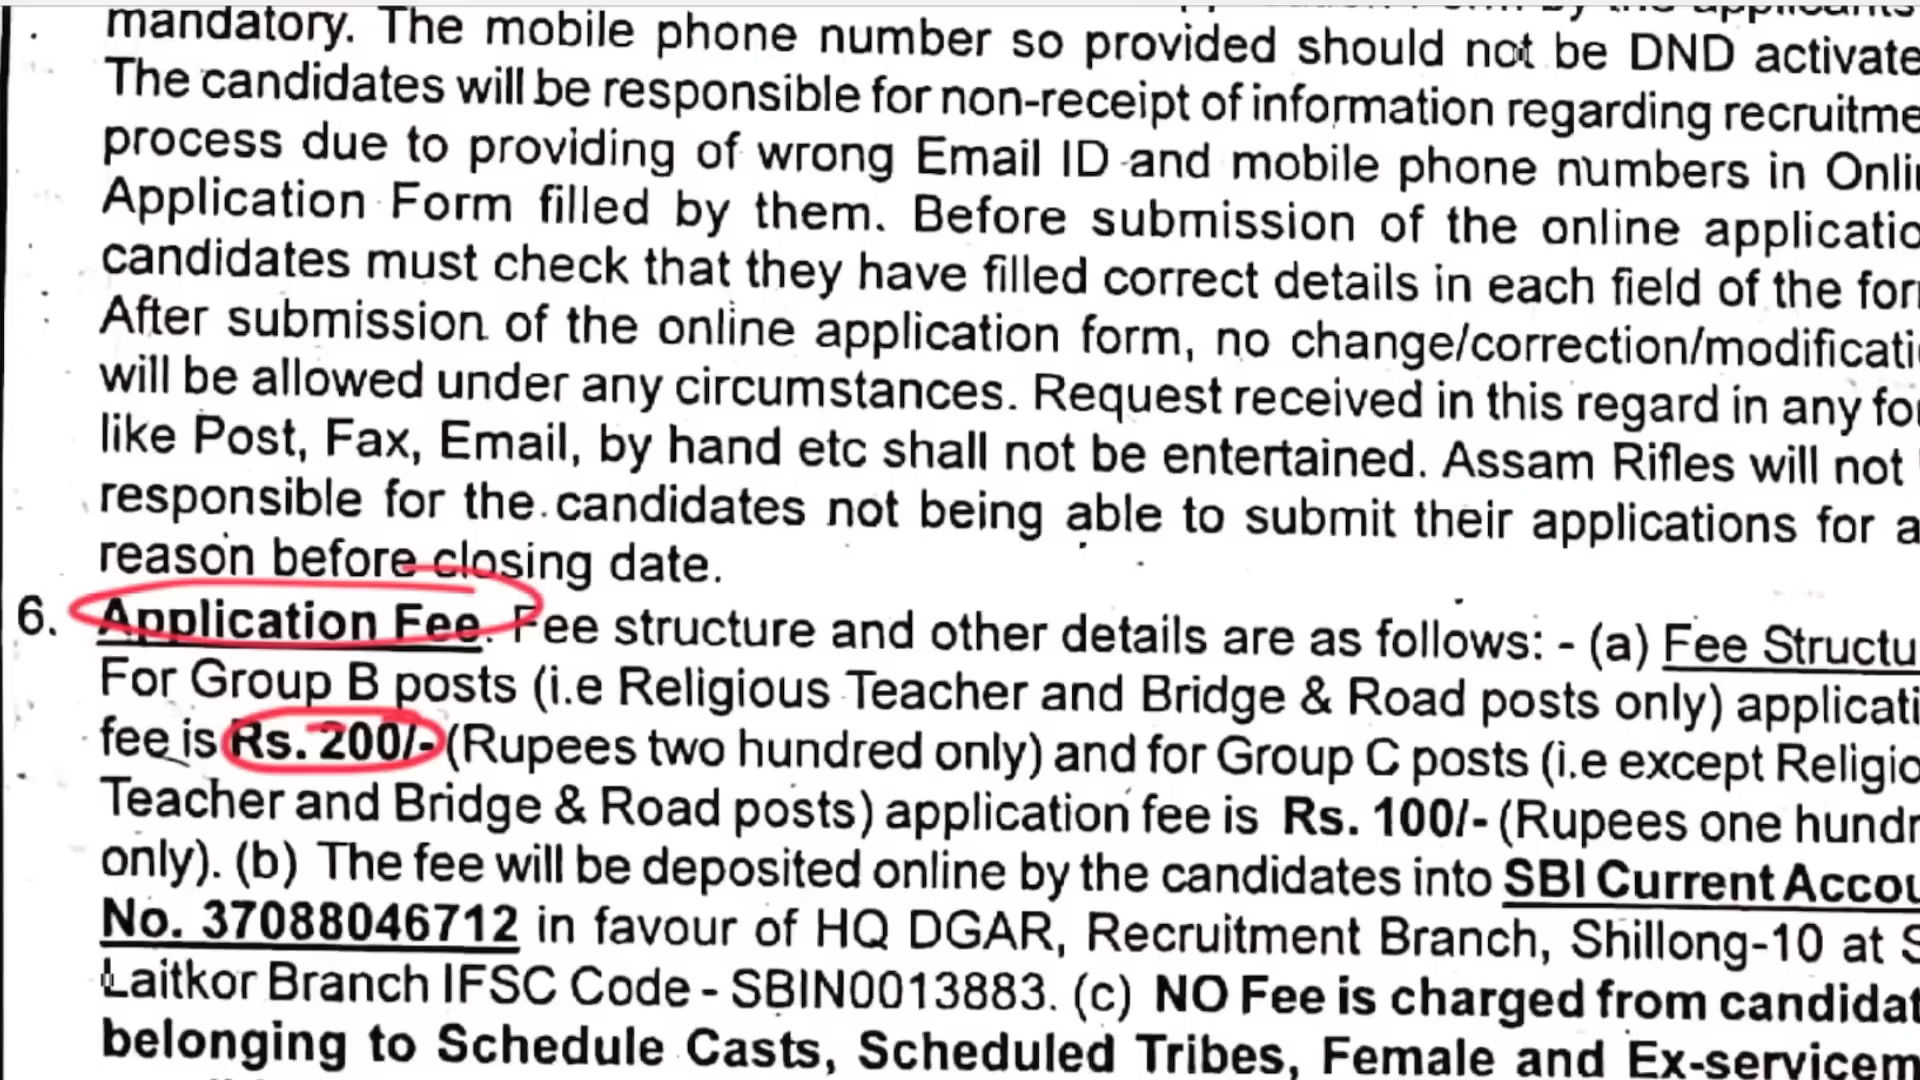 mandatory. The mobile phone number so provided should not be DND activate
The candidates will be responsible for non-receipt of information regarding recruitme
process due to providing of wrong Email ID and mobile phone numbers in Onli
Application Form filled by them. Before submission of the online applicatio
candidates must check that they have filled correct details in each field of the for
After submission of the online application form, no change/correction/modificati
will be allowed under any circumstances. Request received in this regard in any fo
like Post, Fax, Email, by hand etc shall not be entertained. Assam Rifles will not
responsible for the candidates not being able to submit their applications for a
reason before closing date.
6. Application Fee. Fee structure and other details are as follows: - (a) Fee Structu
For Group B posts (i.e Religious Teacher and Bridge & Road posts only) applicati
fee is Rs. 200/- (Rupees two hundred only) and for Group C posts (i.e except Religio
Teacher and Bridge & Road posts) application fee is Rs. 100/- (Rupees one hundr
only). (b) The fee will be deposited online by the candidates into SBI Current Accou
No. 37088046712 in favour of HQ DGAR, Recruitment Branch, Shillong-10 at S
Laitkor Branch IFSC Code - SBIN0013883. (c) NO Fee is charged from candidat
belonging to Schedule Casts, Scheduled Tribes, Female and Ex-servicem